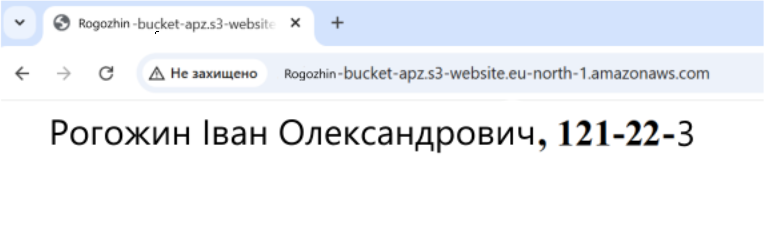 Rogozhin -bucket-apz.s3-website
Не захищено Rogozhin-bucket-apz.s3-website.eu-north-1.amazonaws.com
Рогожин Іван Олександрович, 121-22-3